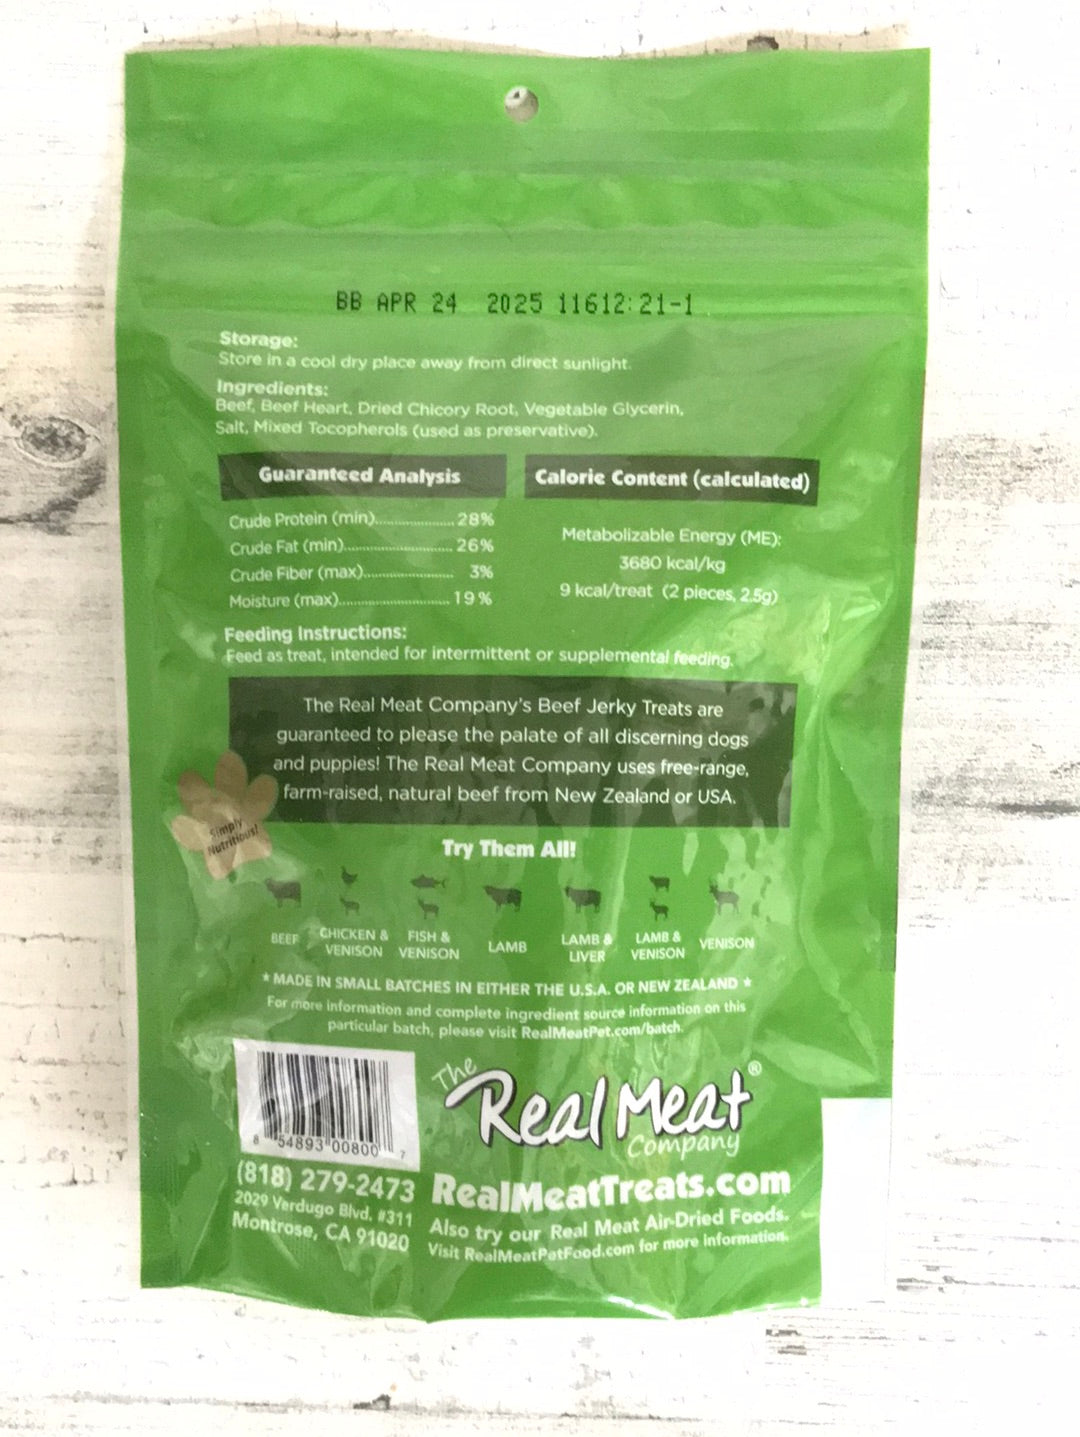 BB APR 24 2025 11612:21-1
Storage:
Store in a cool dry place away from direct sunlight.
Ingredients:
Beef, Beef Heart, Dried Chicory Root, Vegetable Glycerin,
Salt, Mixed Tocopherols (used as preservative).
Guaranteed Analysis
Crude Protein (min)..................28%
Crude Fat (min).........................26%
Crude Fiber (max)..................... 3%
Moisture (max)..........................19%
Calorie Content (calculated)
Metabolizable Energy (ME):
3680 kcal/kg
9 kcal/treat (2 pieces, 2.5g)
Feeding Instructions:
Feed as treat, intended for intermittent or supplemental feeding.
The Real Meat Company's Beef Jerky Treats are
guaranteed to please the palate of all discerning dogs
and puppies! The Real Meat Company uses free-range,
farm-raised, natural beef from New Zealand or USA.
Simply
Nutritious!
Try Them All!
BEEF
CHICKEN &
VENISON
FISH &
VENISON
LAMB
LAMB &
LIVER
LAMB &
VENISON
VENISON
* MADE IN SMALL BATCHES IN EITHER THE U.S.A. OR NEW ZEALAND *
For more information and complete ingredient source information on this
particular batch, please visit RealMeatPet.com/batch.
8 54893 00800 7
The
Real Meat®
Company
(818) 279-2473
2029 Verdugo Blvd, #311
Montrose, CA 91020
RealMeatTreats.com
Also try our Real Meat Air-Dried Foods.
Visit RealMeatPetFood.com for more information.